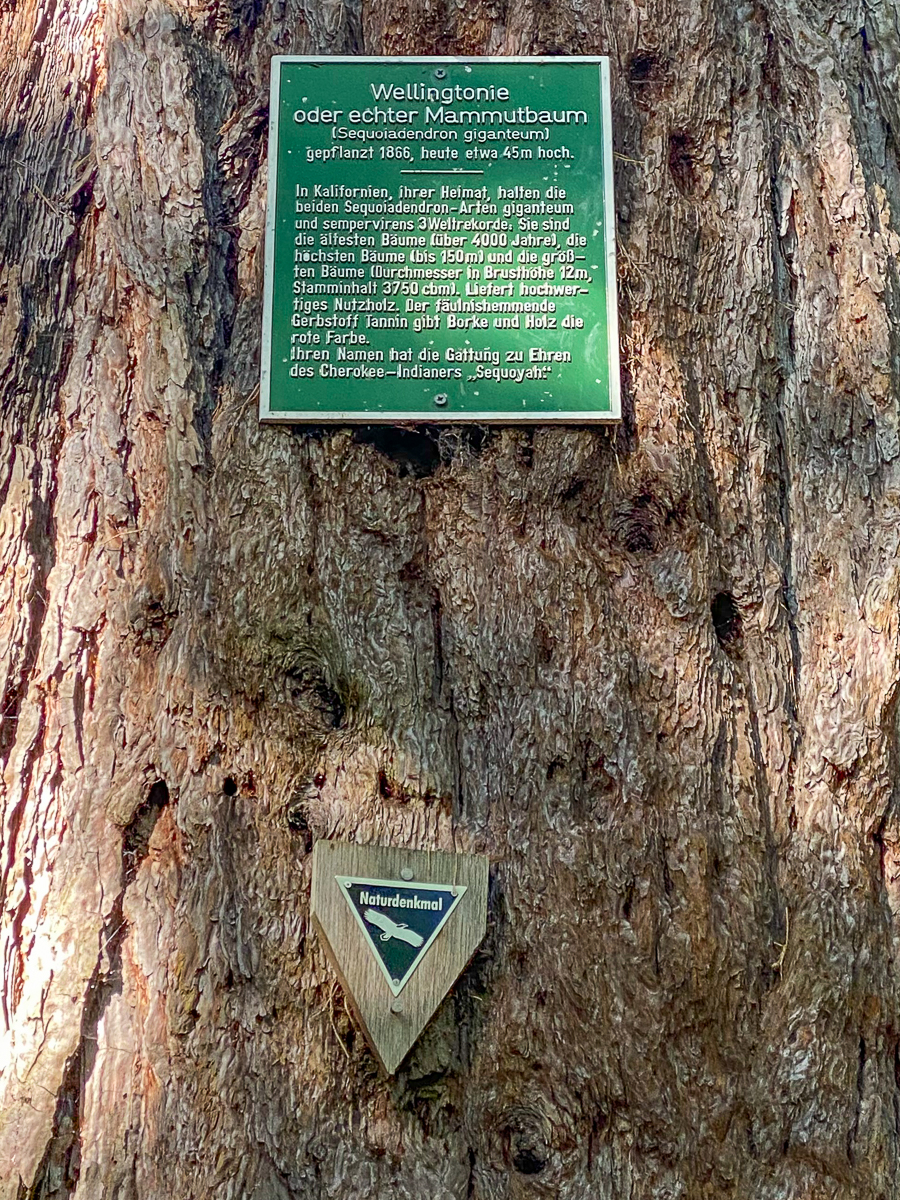 Wellingtonie
oder echter Mammutbaum
(Sequoiadendron giganteum)
gepflanzt 1866, heute etwa 45m hoch.
In Kalifornien, ihrer Heimat, halten die
beiden Sequoiadendron-Arten giganteum
und sempervirens 3 Weltrekorde: Sie sind
die ältesten Bäume (über 4000 Jahre), die
höchsten Bäume (bis 150m) und die größ-
ten Bäume (Durchmesser in Brusthöhe 12m,
Stamminhalt 3750 cbm). Liefert hochwer-
tiges Nutzholz. Der fäulnishemmende
Gerbstoff Tannin gibt Borke und Holz die
rote Farbe.
Ihren Namen hat die Gattung zu Ehren
des Cherokee-Indianers „Sequoyah“.
Naturdenkmal